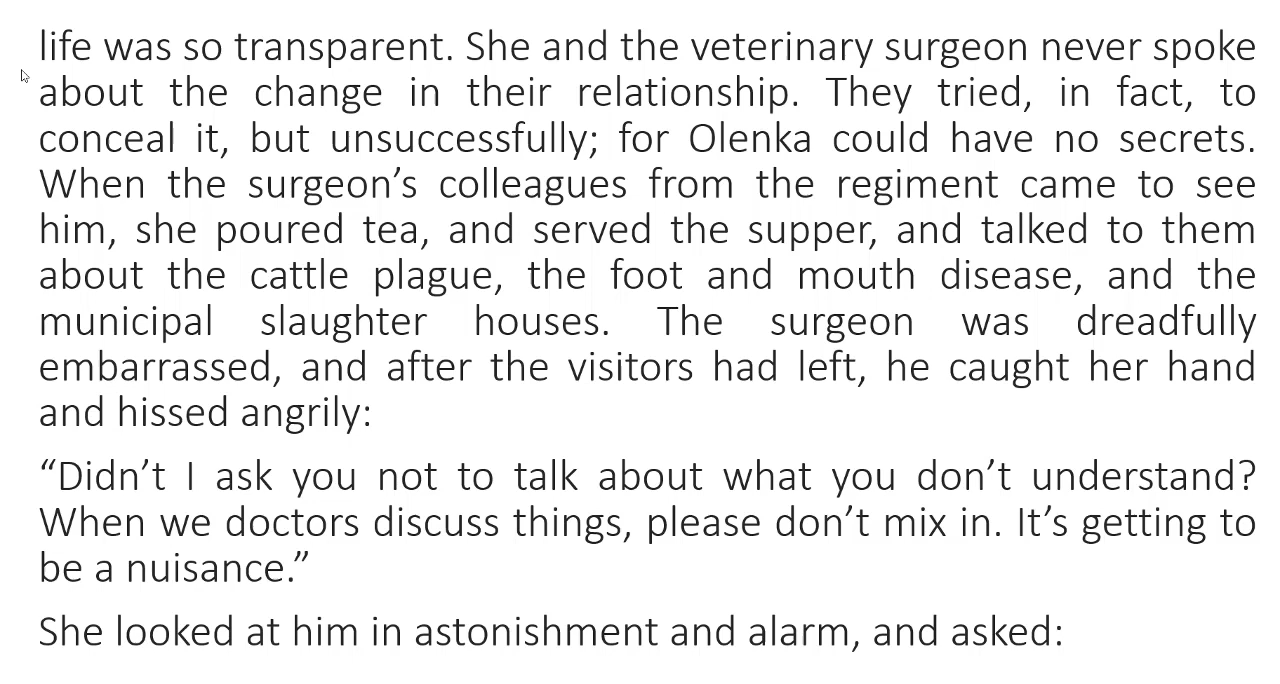 life was so transparent. She and the veterinary surgeon never spoke
about the change in their relationship. They tried, in fact, to
conceal it, but unsuccessfully; for Olenka could have no secrets.
When the surgeon’s colleagues from the regiment came to see
him, she poured tea, and served the supper, and talked to them
about the cattle plague, the foot and mouth disease, and the
municipal slaughter houses. The surgeon was dreadfully
embarrassed, and after the visitors had left, he caught her hand
and hissed angrily:
“Didn’t I ask you not to talk about what you don’t understand?
When we doctors discuss things, please don’t mix in. It’s getting to
be a nuisance.”
She looked at him in astonishment and alarm, and asked: